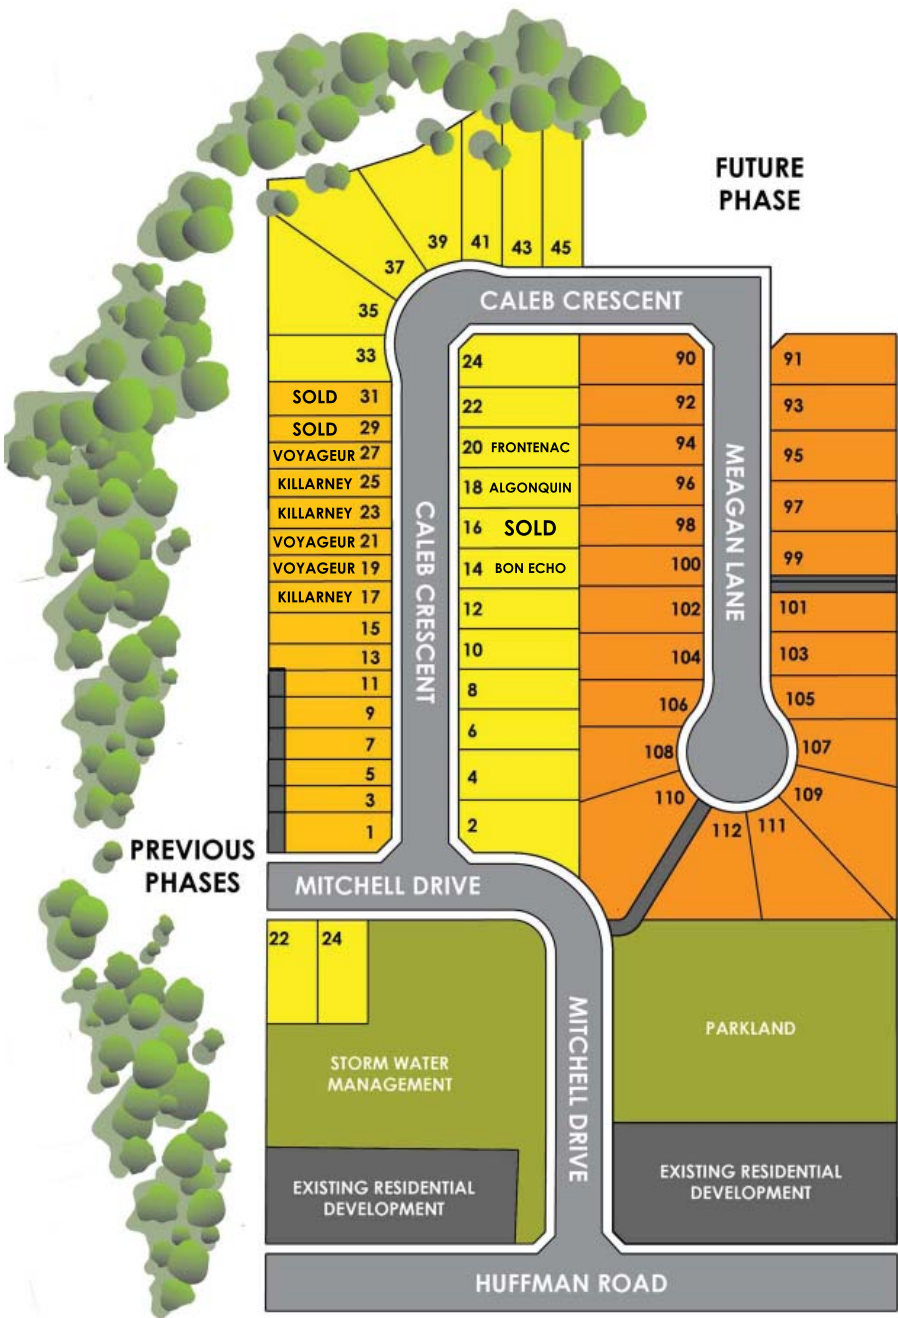 FUTURE
PHASE
39
41
43
45
37
35
33
CALEB CRESCENT
SOLD 31
SOLD 29
VOYAGEUR 27
KILLARNEY 25
KILLARNEY 23
VOYAGEUR 21
VOYAGEUR 19
KILLARNEY 17
15
13
11
9
7
5
3
1
CALEB CRESCENT
24
22
20 FRONTENAC
18 ALGONQUIN
16 SOLD
14 BON ECHO
12
10
8
6
4
2
90
92
94
96
98
100
102
104
106
108
110
112
MEAGAN LANE
91
93
95
97
99
101
103
105
107
109
111
PREVIOUS
PHASES
MITCHELL DRIVE
22
24
STORM WATER
MANAGEMENT
MITCHELL DRIVE
PARKLAND
EXISTING RESIDENTIAL
DEVELOPMENT
EXISTING RESIDENTIAL
DEVELOPMENT
HUFFMAN ROAD